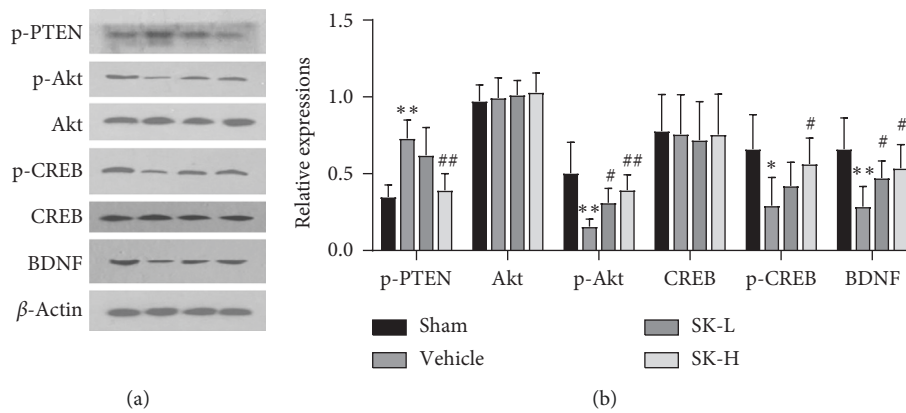 p-PTEN
p-Akt
Akt
p-CREB
CREB
BDNF
β-Actin
(a)
Relative expressions
1.5
1.0
0.5
0.0
** ##
** # ##
* #
** # #
p-PTEN Akt p-Akt CREB p-CREB BDNF
Sham SK-L
Vehicle SK-H
(b)